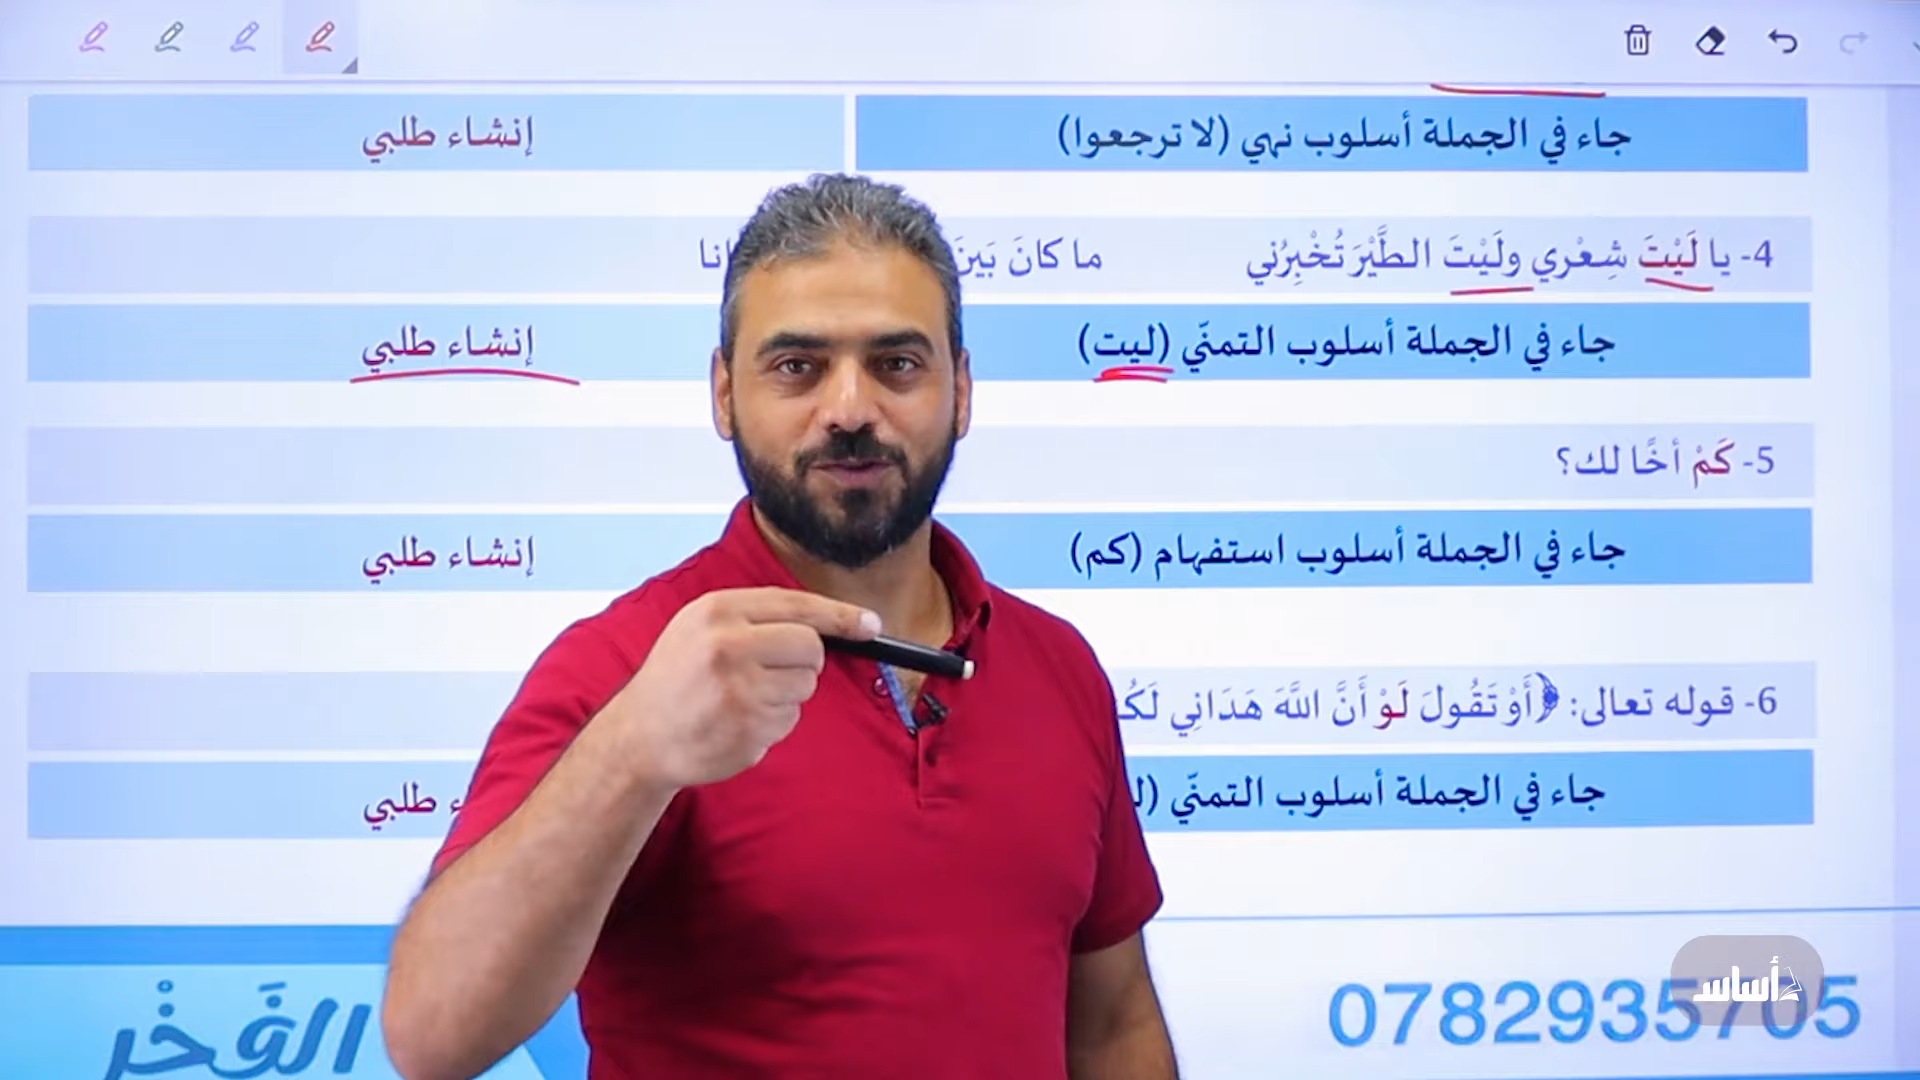 جاء في الجملة أسلوب نهي (لا ترجعوا) إنشاء طلبي
4- يا لَيْتَ شِعْري ولَيْتَ الطَّيْرَ تُخْبِرُني ما كانَ بَينَ
جاء في الجملة أسلوب التمنّي (ليت) إنشاء طلبي
5- كَمْ أخًا لك؟
جاء في الجملة أسلوب استفهام (كم) إنشاء طلبي
6- قوله تعالى: ﴿أَوْ تَقُولَ لَوْ أَنَّ اللَّهَ هَدَانِي
جاء في الجملة أسلوب التمنّي طلبي
الفَخْر
0782935705
أساس